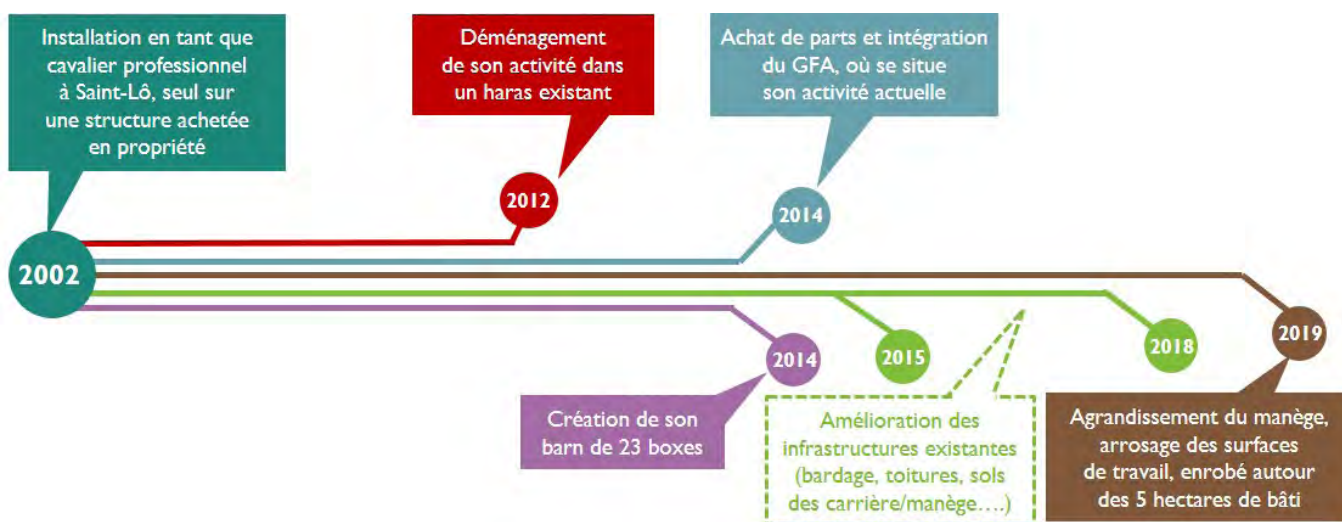 Installation en tant que
cavalier professionnel
à Saint-Lô, seul sur
une structure achetée
en propriété
Déménagement
de son activité dans
un haras existant
Achat de parts et intégration
du GFA, où se situe
son activité actuelle
2012
2014
2002
2014
2015
2018
2019
Création de son
barn de 23 boxes
Amélioration des
infrastructures existantes
(bardage, toitures, sols
des carrière/manège....)
Agrandissement du manège,
arrosage des surfaces
de travail, enrobé autour
des 5 hectares de bâti